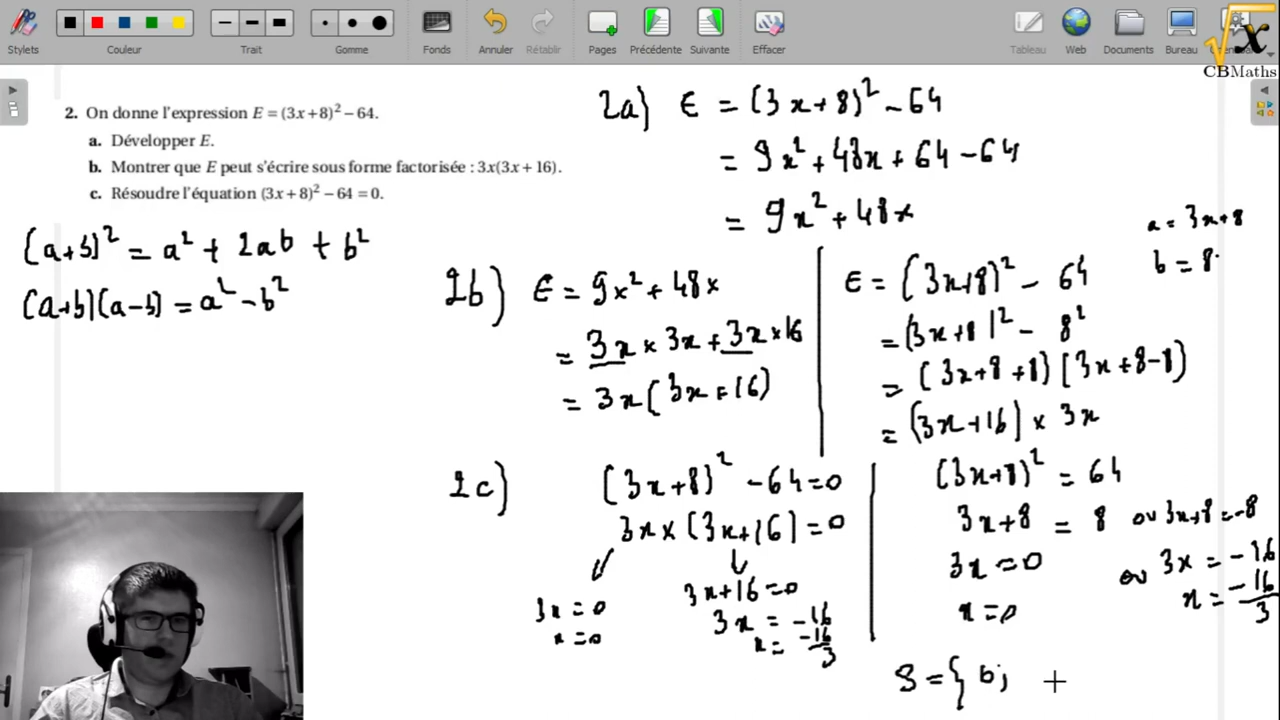 Stylets Couleur Trait Gomme Fonds Annuler Rétablir Pages Précédente Suivante Effacer Tableau Web Documents Bureau
CBMaths
2. On donne l'expression E = (3x+8)² − 64.
a. Développer E.
b. Montrer que E peut s'écrire sous forme factorisée : 3x(3x+16).
c. Résoudre l'équation (3x+8)² − 64 = 0.
(a+b)² = a² + 2ab + b²
(a+b)(a−b) = a² − b²
2a) E = (3x+8)² − 64
= 9x² + 48x + 64 − 64
= 9x² + 48x
2b) E = 9x² + 48x
= 3x × 3x + 3x × 16
= 3x(3x+16)
a = 3x+8
b = 8
E = (3x+8)² − 64
= (3x+8)² − 8²
= (3x+8+8)(3x+8−8)
= (3x+16) × 3x
2c) (3x+8)² − 64 = 0
3x × (3x+16) = 0
3x = 0
x = 0
3x+16 = 0
3x = −16
x = −16/3
(3x+8)² = 64
3x+8 = 8 ou 3x+8 = −8
3x = 0 ou 3x = −16
x = 0 x = −16/3
S = { 0;